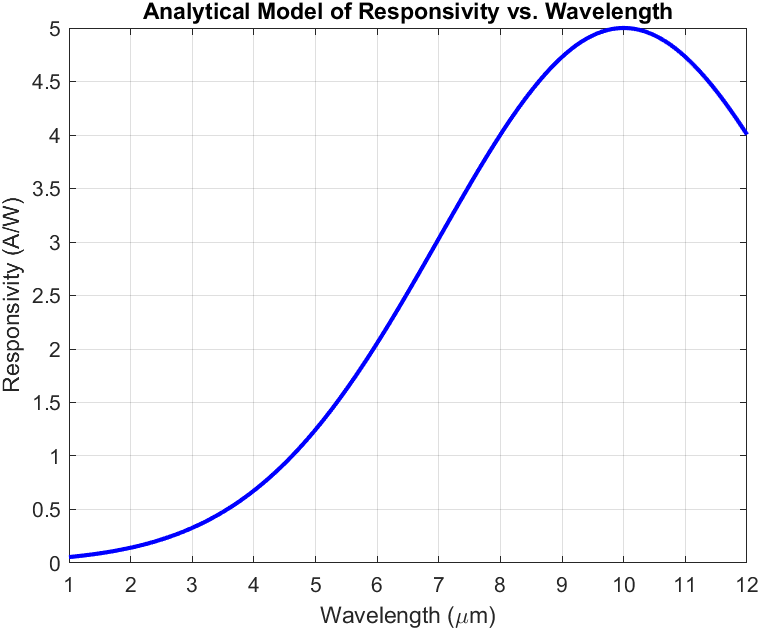 Analytical Model of Responsivity vs. Wavelength
5
4.5
4
3.5
3
2.5
2
1.5
1
0.5
0
Responsivity (A/W)
1 2 3 4 5 6 7 8 9 10 11 12
Wavelength (μm)